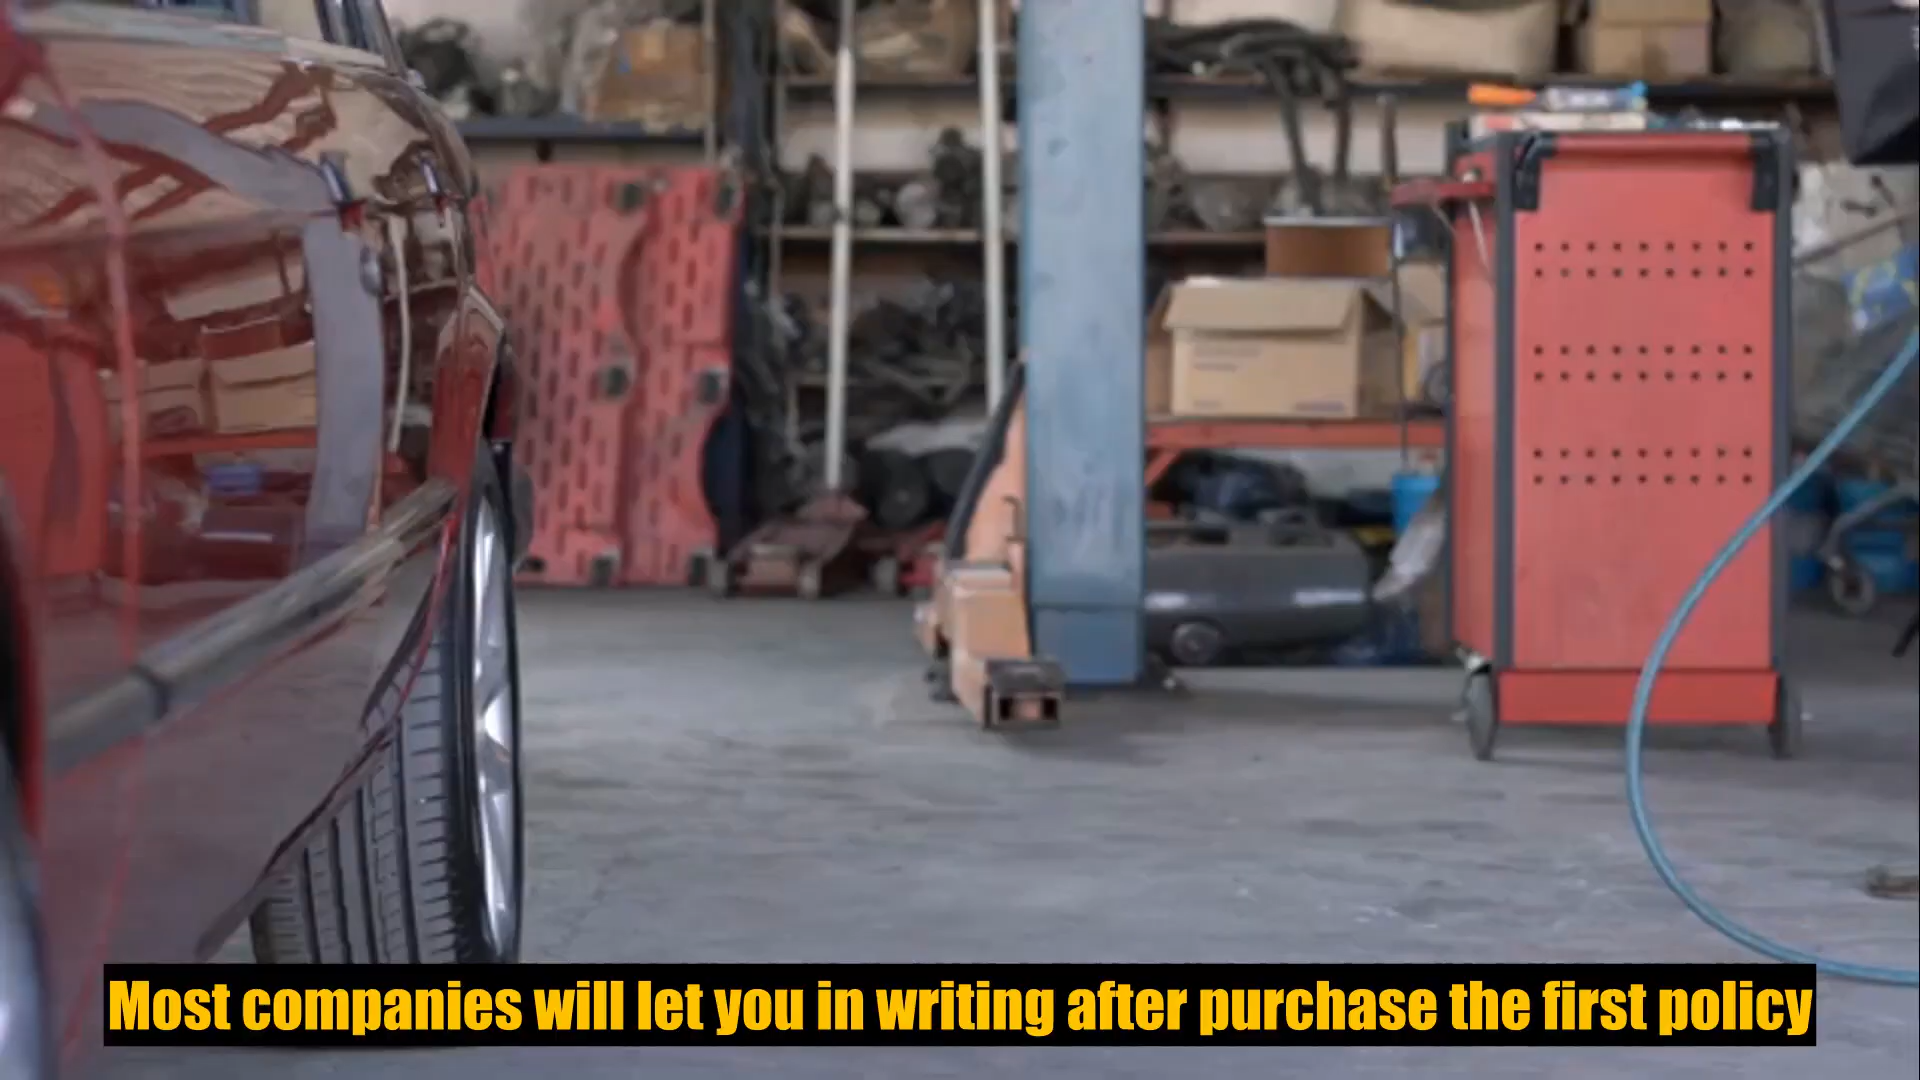 Most companies will let you in writing after purchase the first policy